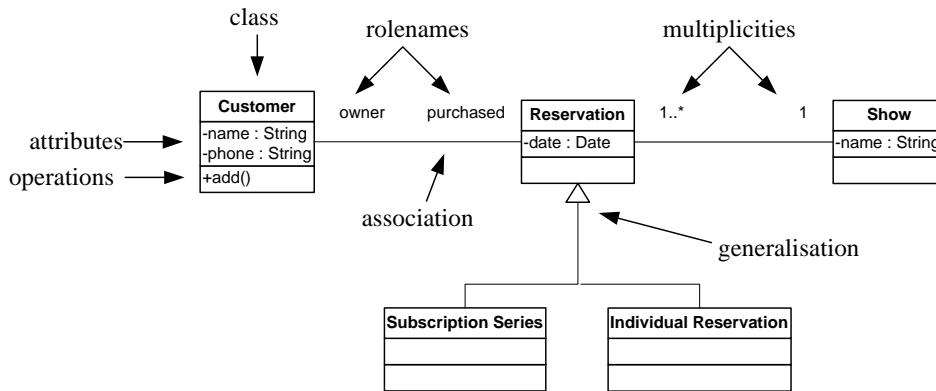 class
rolenames
multiplicities
Customer
owner
purchased
Reservation
1..*
1
Show
attributes
-name : String
-phone : String
-date : Date
-name : String
operations
+add()
association
generalisation
Subscription Series
Individual Reservation